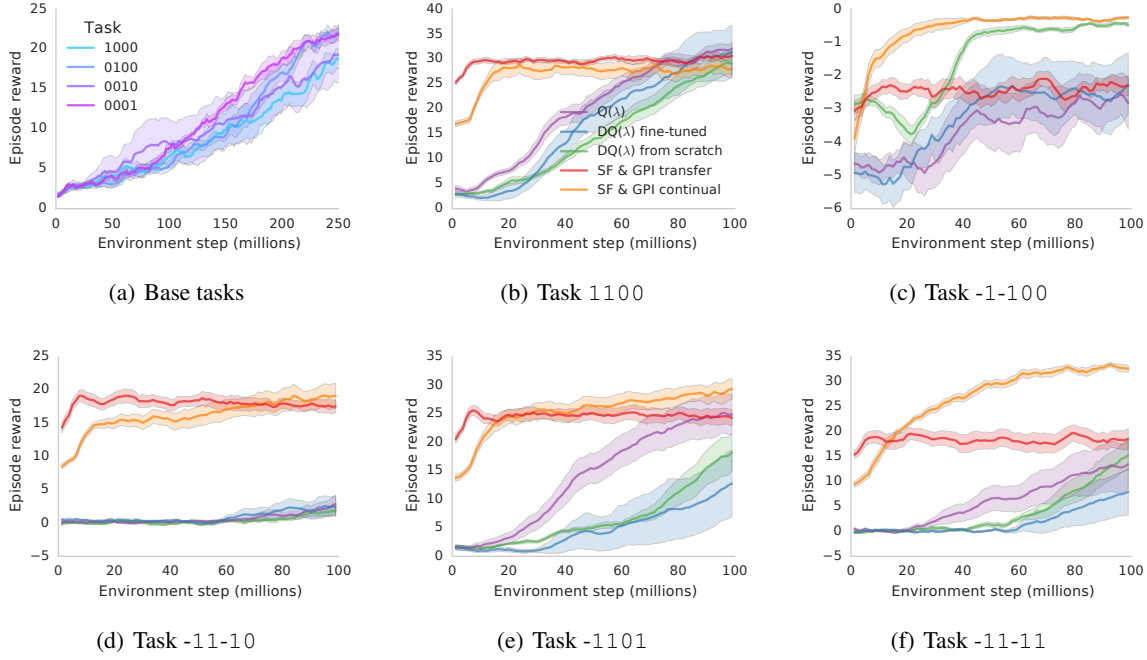 25
20
15
10
5
0
Episode reward
Task
1000
0100
0010
0001
0 50 100 150 200 250
Environment step (millions)
(a) Base tasks
40
35
30
25
20
15
10
5
0
Episode reward
Q(λ)
DQ(λ) fine-tuned
DQ(λ) from scratch
SF & GPI transfer
SF & GPI continual
0 20 40 60 80 100
Environment step (millions)
(b) Task 1100
0
−1
−2
−3
−4
−5
−6
Episode reward
0 20 40 60 80 100
Environment step (millions)
(c) Task -1-100
25
20
15
10
5
0
−5
Episode reward
0 20 40 60 80 100
Environment step (millions)
(d) Task -11-10
35
30
25
20
15
10
5
0
Episode reward
0 20 40 60 80 100
Environment step (millions)
(e) Task -1101
35
30
25
20
15
10
5
0
−5
Episode reward
0 20 40 60 80 100
Environment step (millions)
(f) Task -11-11